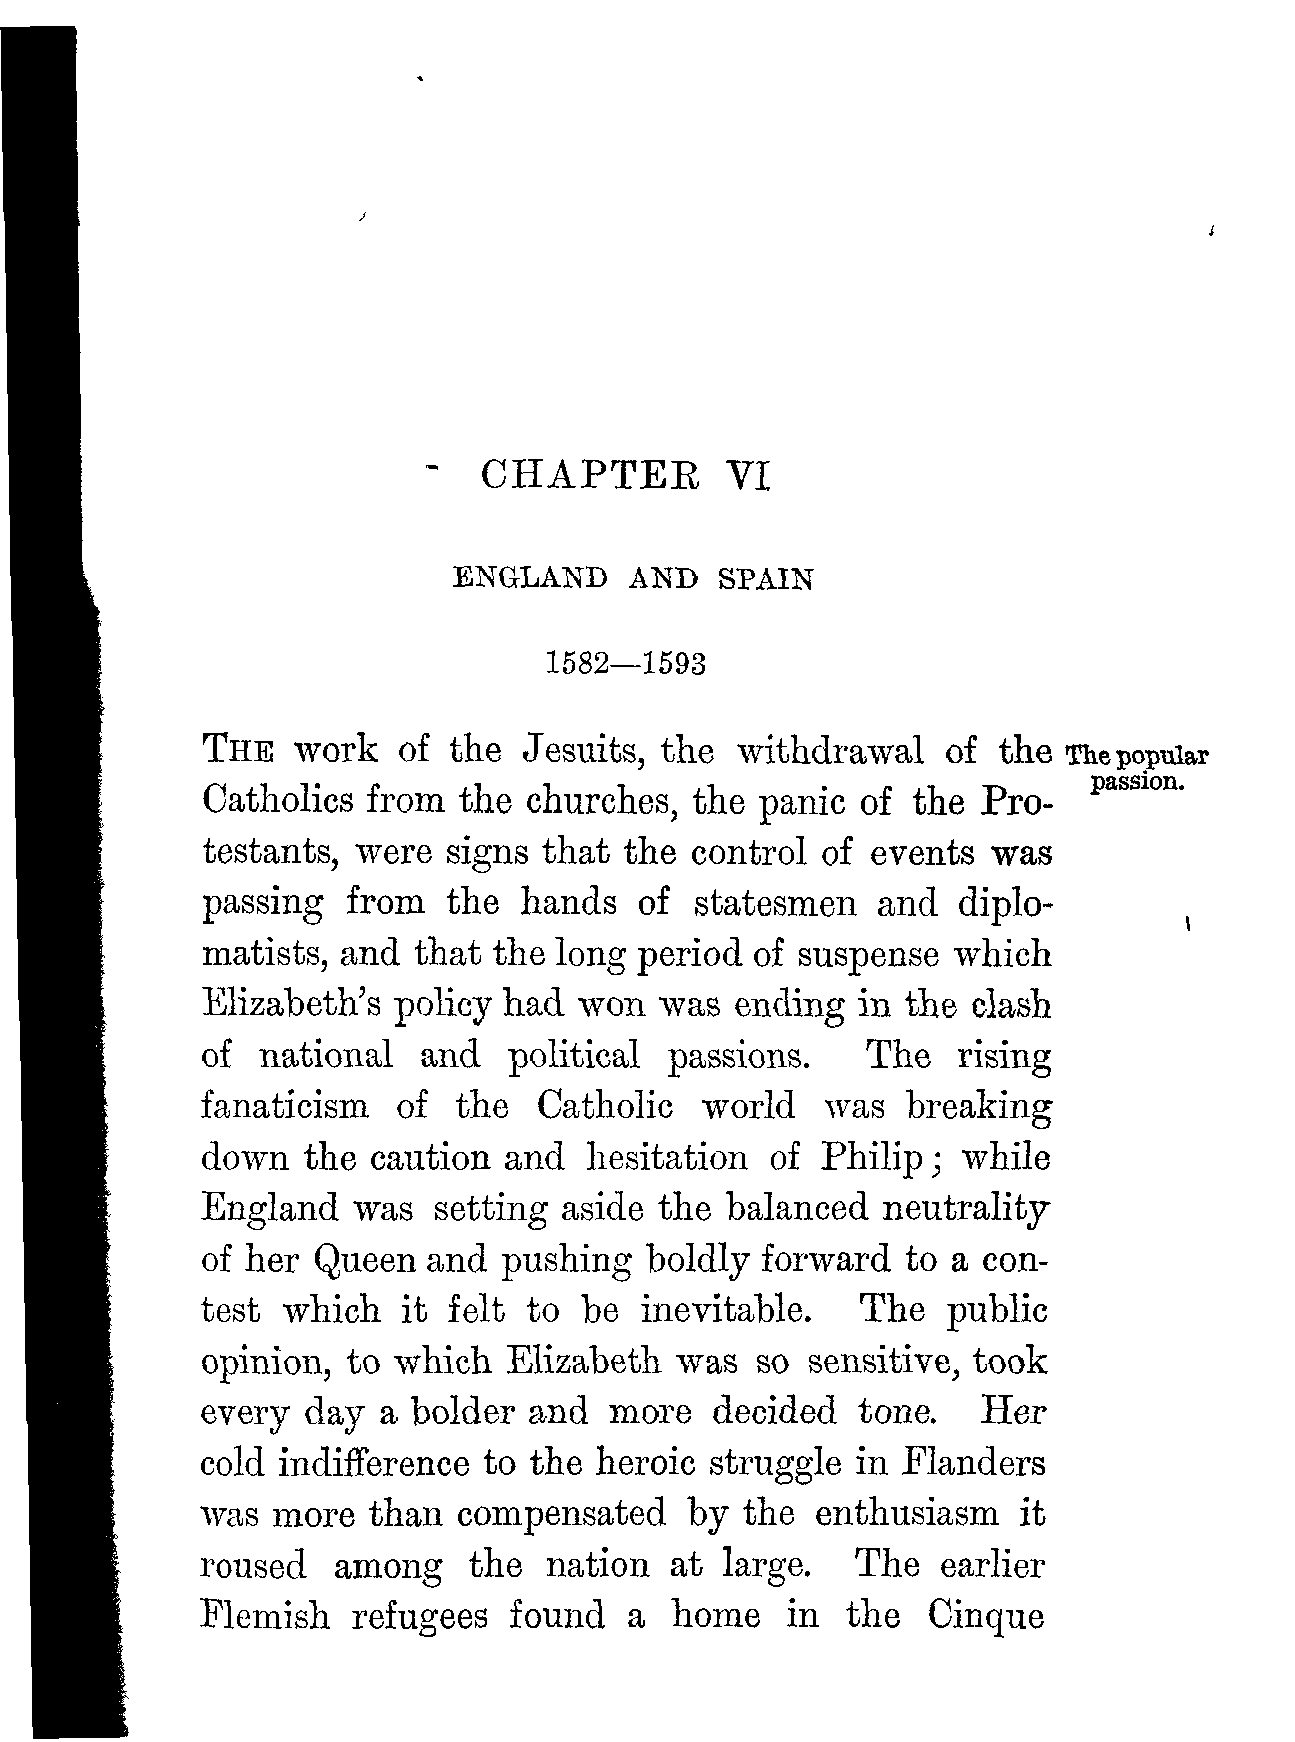 CHAPTER VI
ENGLAND AND SPAIN
1582—1593
The popular
passion.
THE work of the Jesuits, the withdrawal of the
Catholics from the churches, the panic of the Pro-
testants, were signs that the control of events was
passing from the hands of statesmen and diplo-
matists, and that the long period of suspense which
Elizabeth's policy had won was ending in the clash
of national and political passions. The rising
fanaticism of the Catholic world was breaking
down the caution and hesitation of Philip; while
England was setting aside the balanced neutrality
of her Queen and pushing boldly forward to a con-
test which it felt to be inevitable. The public
opinion, to which Elizabeth was so sensitive, took
every day a bolder and more decided tone. Her
cold indifference to the heroic struggle in Flanders
was more than compensated by the enthusiasm it
roused among the nation at large. The earlier
Flemish refugees found a home in the Cinque